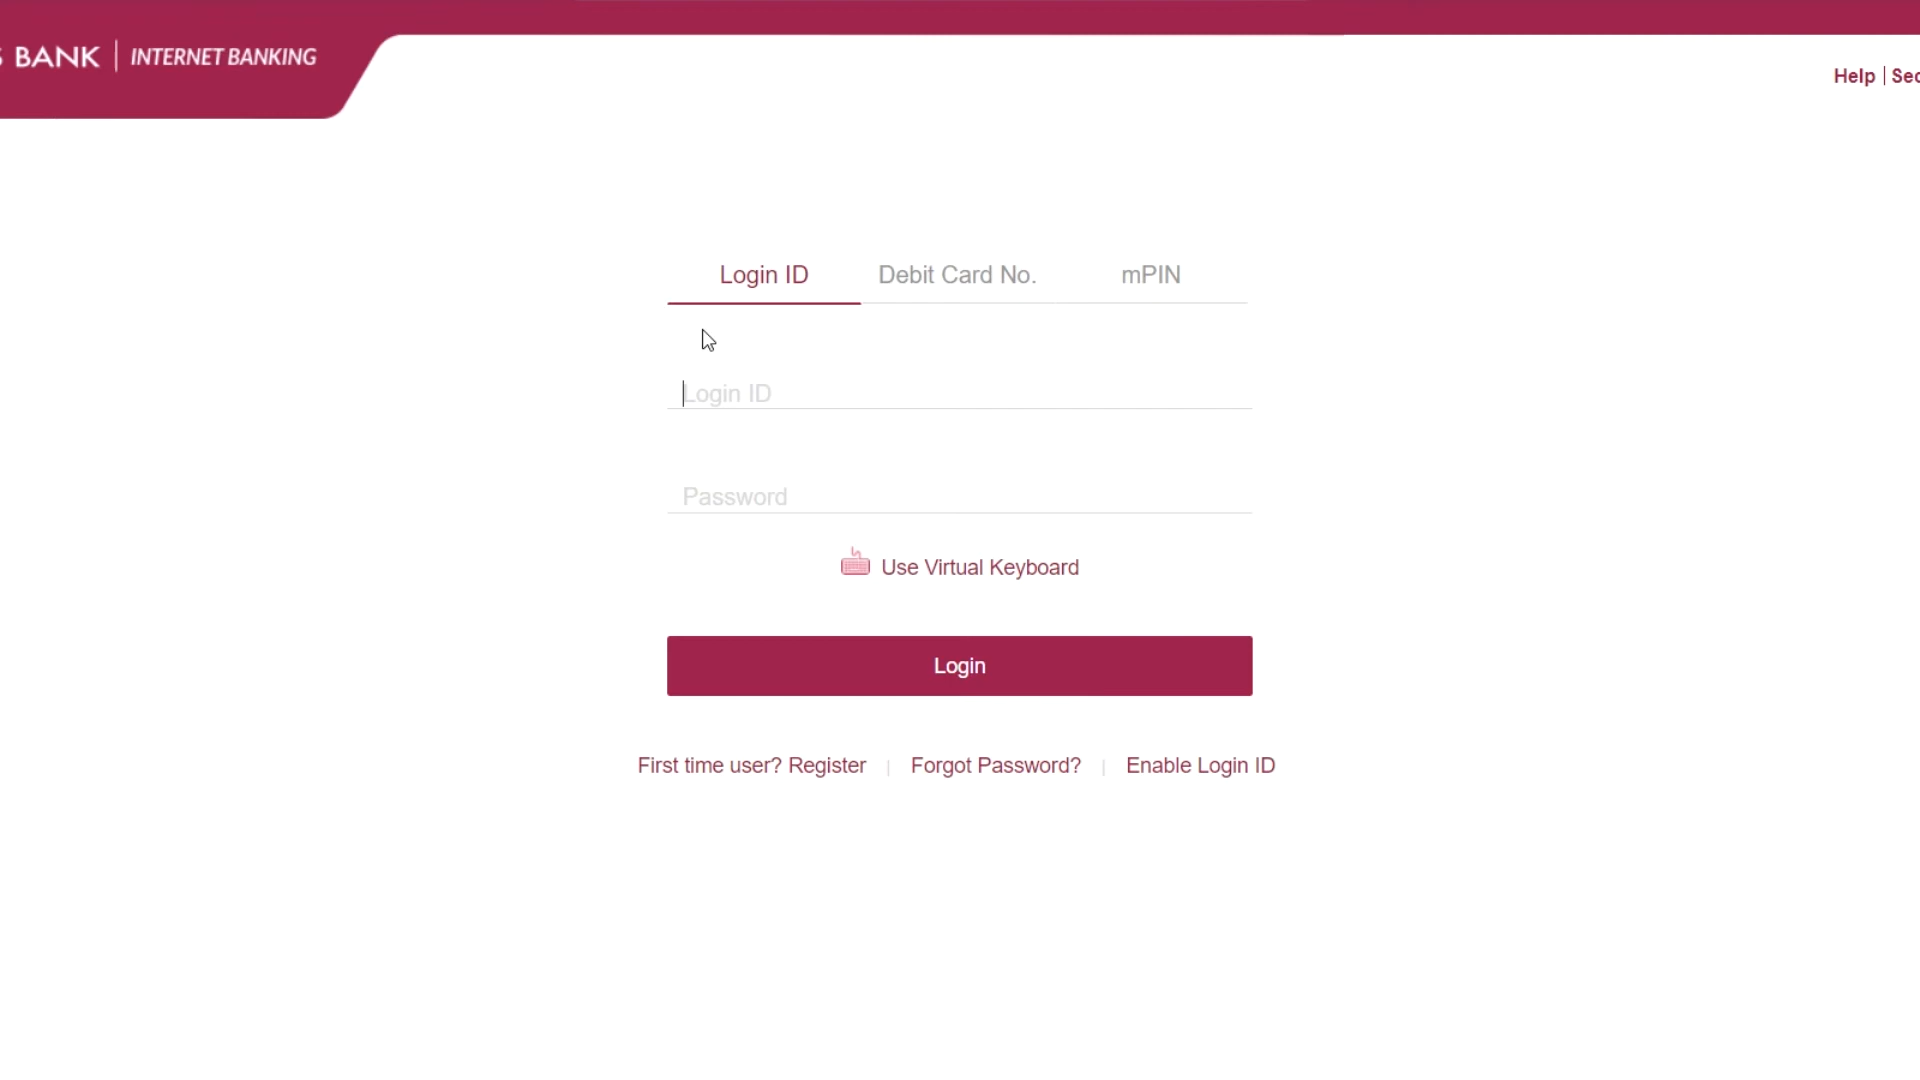 BANK | INTERNET BANKING
Help |
Login ID Debit Card No. mPIN
Login ID
Password
Use Virtual Keyboard
Login
First time user? Register | Forgot Password? | Enable Login ID